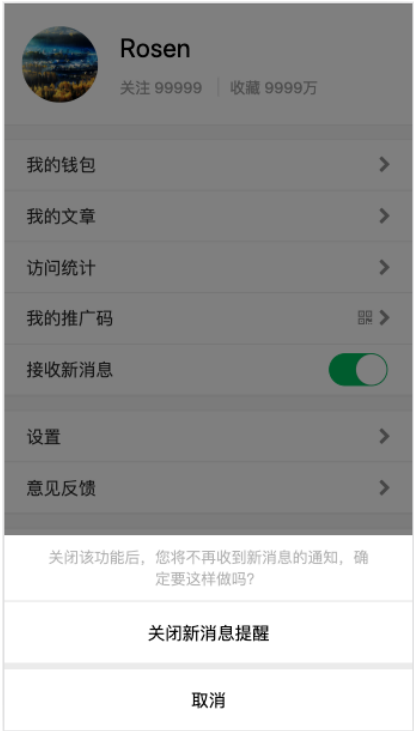 Rosen
关注 99999 收藏 9999万
我的钱包
我的文章
访问统计
我的推广码
接收新消息
设置
意见反馈
关闭该功能后，您将不再收到新消息的通知，确
定要这样做吗？
关闭新消息提醒
取消